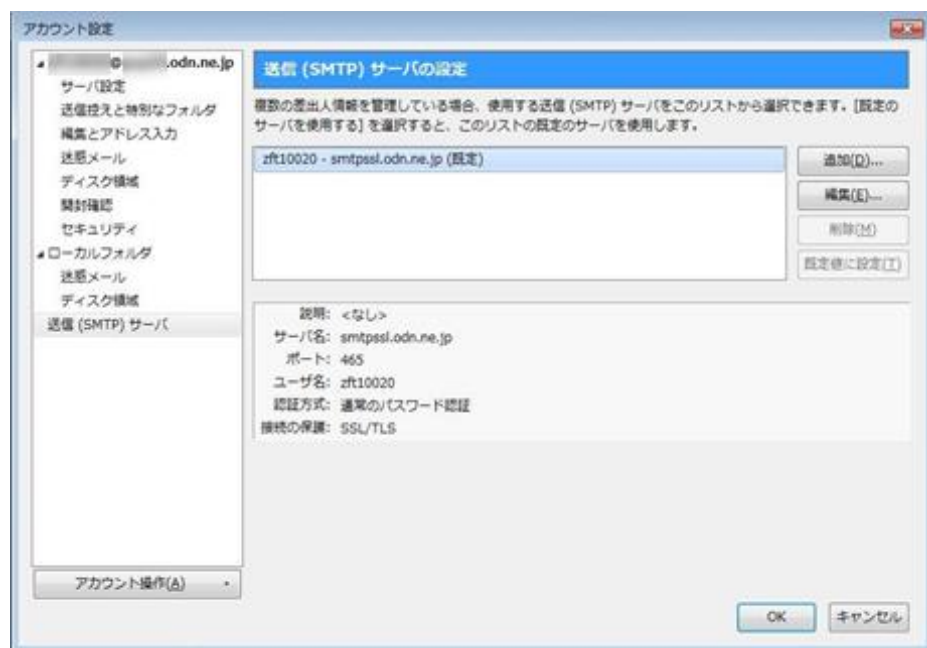 アカウント設定
@ .odn.ne.jp
サーバ設定
送信控えと特別なフォルダ
編集とアドレス入力
迷惑メール
ディスク領域
開封確認
セキュリティ
ローカルフォルダ
迷惑メール
ディスク領域
送信 (SMTP) サーバ
アカウント操作(A)
送信 (SMTP) サーバの設定
複数の差出人情報を管理している場合、使用する送信 (SMTP) サーバをこのリストから選択できます。[既定の
サーバを使用する] を選択すると、このリストの既定のサーバを使用します。
zft10020 - smtpssl.odn.ne.jp (既定)
追加(D)...
編集(E)...
削除(M)
既定値に設定(T)
説明: <なし>
サーバ名: smtpssl.odn.ne.jp
ポート: 465
ユーザ名: zft10020
認証方式: 通常のパスワード認証
接続の保護: SSL/TLS
OK
キャンセル